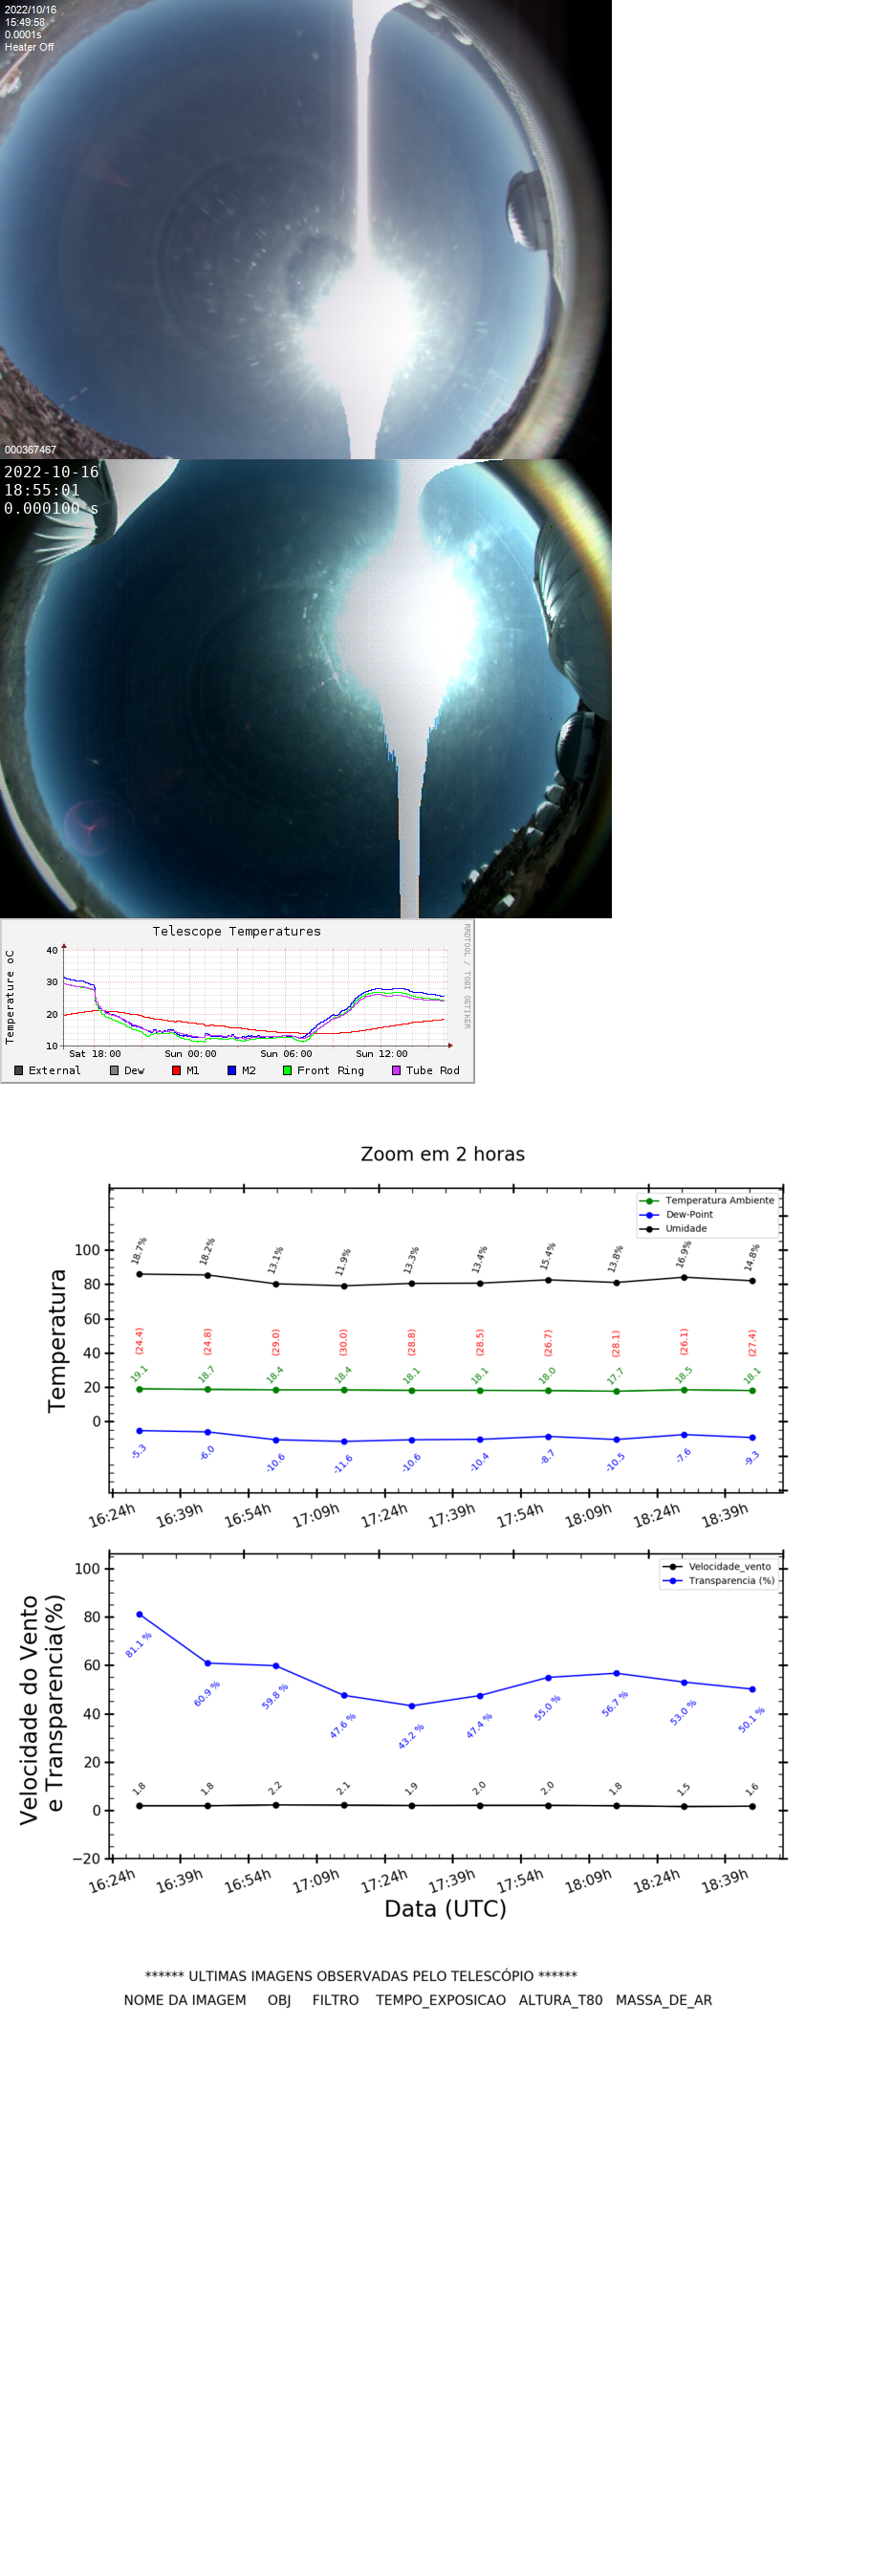 2022/10/16
15:49:58
0.0001s
Heater Off
000367467
2022-10-16
18:55:01
0.000100 s
Telescope Temperatures
RRDTOOL / TOBI OETIKER
Temperature oC
40
30
20
10
Sat 18:00 Sun 00:00 Sun 06:00 Sun 12:00
External Dew M1 M2 Front Ring Tube Rod
Zoom em 2 horas
Temperatura Ambiente
Dew-Point
Umidade
Temperatura
100
80
60
40
20
0
18.7% 18.2% 13.1% 11.9% 13.3% 13.4% 15.4% 13.8% 16.9% 14.8%
(24.4) (24.8) (29.0) (30.0) (28.8) (28.5) (26.7) (28.1) (26.1) (27.4)
19.1 18.7 18.4 18.4 18.1 18.1 18.0 17.7 18.5 18.1
-5.3 -6.0 -10.6 -11.6 -10.6 -10.4 -8.7 -10.5 -7.6 -9.3
16:24h 16:39h 16:54h 17:09h 17:24h 17:39h 17:54h 18:09h 18:24h 18:39h
Velocidade_vento
Transparencia (%)
Velocidade do Vento
e Transparencia(%)
100
80
60
40
20
0
−20
81.1 % 60.9 % 59.8 % 47.6 % 43.2 % 47.4 % 55.0 % 56.7 % 53.0 % 50.1 %
1.8 1.8 2.2 2.1 1.9 2.0 2.0 1.8 1.5 1.6
16:24h 16:39h 16:54h 17:09h 17:24h 17:39h 17:54h 18:09h 18:24h 18:39h
Data (UTC)
****** ULTIMAS IMAGENS OBSERVADAS PELO TELESCÓPIO ******
NOME DA IMAGEM OBJ FILTRO TEMPO_EXPOSICAO ALTURA_T80 MASSA_DE_AR